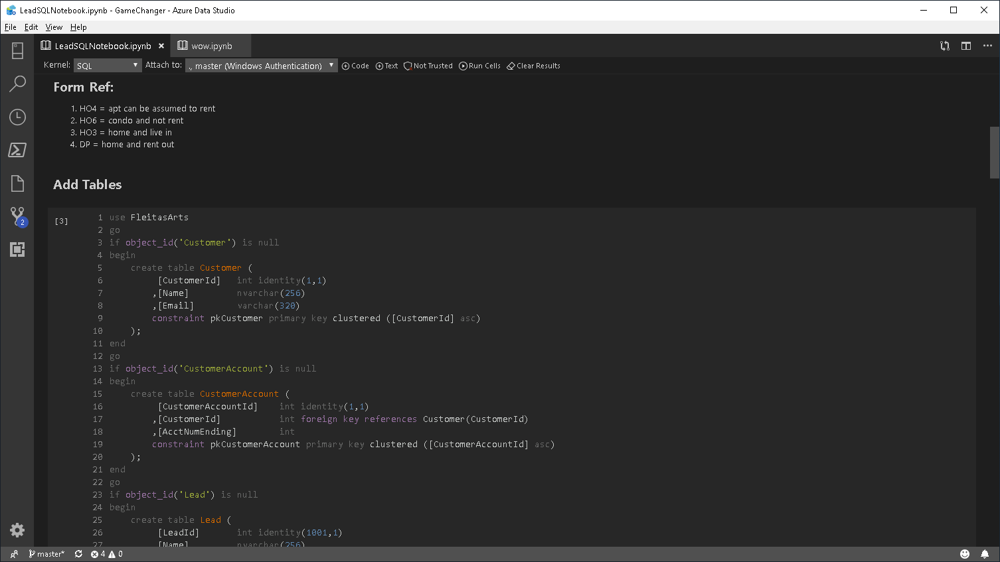 LeadSQLNotebook.ipynb - GameChanger - Azure Data Studio
File Edit View Help
LeadSQLNotebook.ipynb wow.ipynb
Kernel: SQL Attach to: ., master (Windows Authentication) Code Text Not Trusted Run Cells Clear Results
Form Ref:
1. HO4 = apt can be assumed to rent
2. HO6 = condo and not rent
3. HO3 = home and live in
4. DP = home and rent out
Add Tables
[3]
1 use FleitasArts
2 go
3 if object_id('Customer') is null
4 begin
5 create table Customer (
6 [CustomerId] int identity(1,1)
7 ,[Name] nvarchar(256)
8 ,[Email] varchar(320)
9 constraint pkCustomer primary key clustered ([CustomerId] asc)
10 );
11 end
12 go
13 if object_id('CustomerAccount') is null
14 begin
15 create table CustomerAccount (
16 [CustomerAccountId] int identity(1,1)
17 ,[CustomerId] int foreign key references Customer(CustomerId)
18 ,[AcctNumEnding] int
19 constraint pkCustomerAccount primary key clustered ([CustomerAccountId] asc)
20 );
21 end
22 go
23 if object_id('Lead') is null
24 begin
25 create table Lead (
26 [LeadId] int identity(1001,1)
27 ,[Name] nvarchar(256)
2
master* 4 0